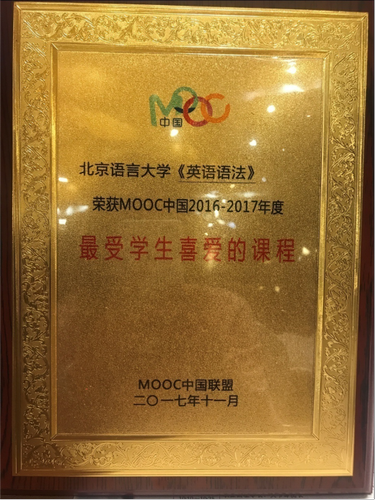 MOOC
中国
北京语言大学《英语语法》
荣获MOOC中国2016-2017年度
最受学生喜爱的课程
MOOC中国联盟
二〇一七年十一月